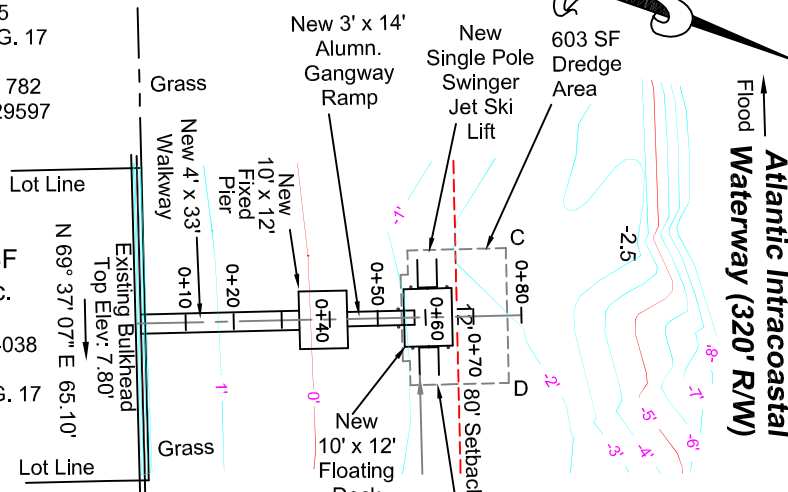 G. 17
782
29597
Grass
Lot Line
New 4' x 33'
Walkway
New
10' x 12'
Fixed
Pier
New 3' x 14'
Alumn.
Gangway
Ramp
New
Single Pole
Swinger
Jet Ski
Lift
603 SF
Dredge
Area
Flood
Atlantic Intracoastal
Waterway (320' R/W)
-2.5
C
D
0+10
0+20
0+40
0+50
0+60
0+70
0+80
12'
80' Setback
Existing Bulkhead
Top Elev: 7.80'
N 69° 37' 07" E 65.10'
1'
0'
-1'
-2'
-3'
-4'
-5'
-6'
-7'
-8'
New
10' x 12'
Floating
Grass
Lot Line
G. 17